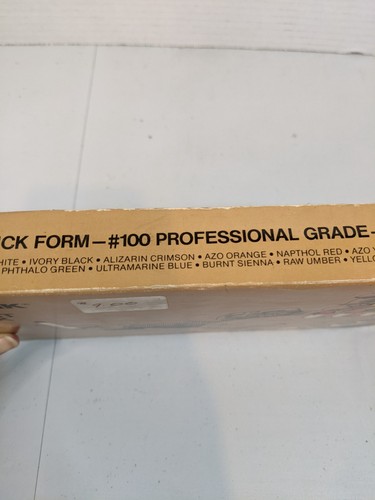 CK FORM—#100 PROFESSIONAL GRADE-
HITE • IVORY BLACK • ALIZARIN CRIMSON • AZO ORANGE • NAPTHOL RED • AZO Y
PHTHALO GREEN • ULTRAMARINE BLUE • BURNT SIENNA • RAW UMBER • YELLO